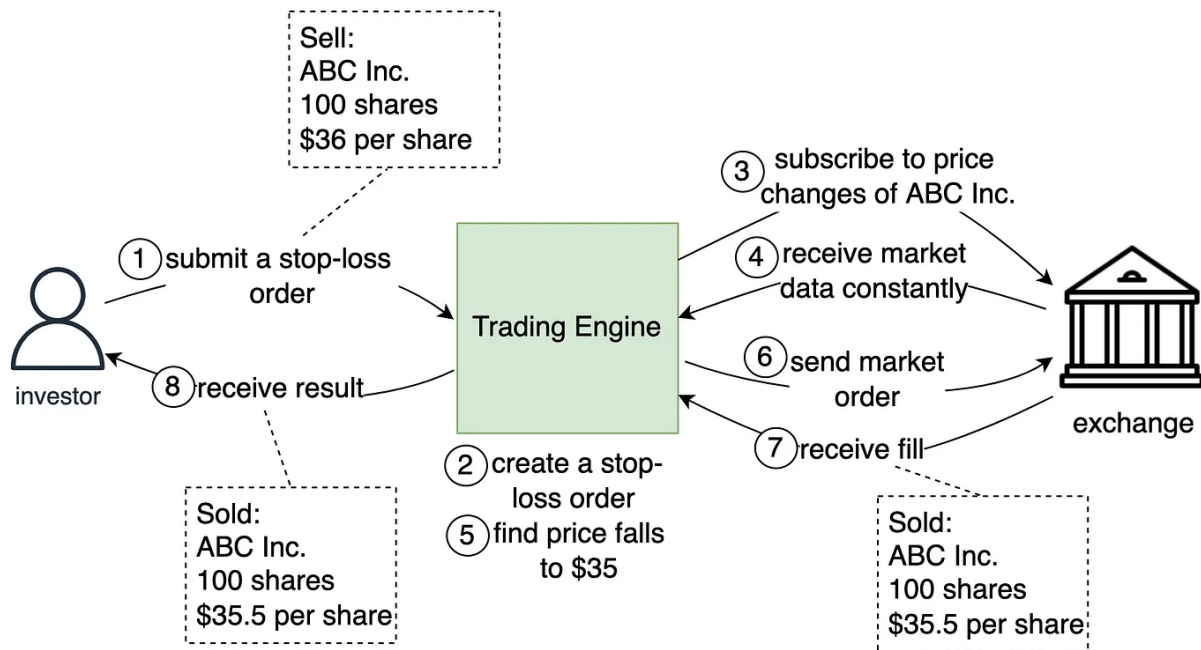 Sell:
ABC Inc.
100 shares
$36 per share
1 submit a stop-loss
order
investor
8 receive result
Sold:
ABC Inc.
100 shares
$35.5 per share
Trading Engine
2 create a stop-
loss order
5 find price falls
to $35
3 subscribe to price
changes of ABC Inc.
4 receive market
data constantly
6 send market
order
7 receive fill
exchange
Sold:
ABC Inc.
100 shares
$35.5 per share